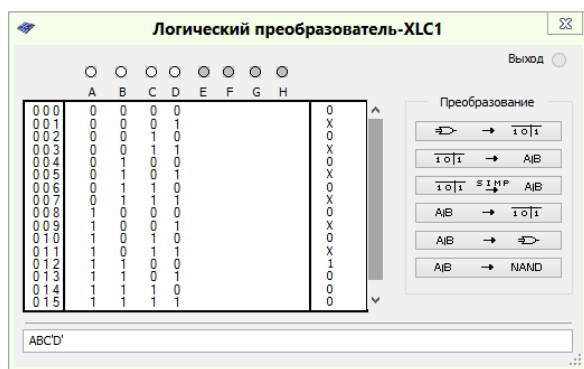 Логический преобразователь-XLC1
Выход
A B C D E F G H
Преобразование
000 0 0 0 0 0
001 0 0 0 1 X
002 0 0 1 0 0
003 0 0 1 1 X
004 0 1 0 0 0
005 0 1 0 1 X
006 0 1 1 0 0
007 0 1 1 1 X
008 1 0 0 0 0
009 1 0 0 1 X
010 1 0 1 0 0
011 1 0 1 1 X
012 1 1 0 0 1
013 1 1 0 1 0
014 1 1 1 0 0
015 1 1 1 1 0
→ 1 0 | 1
1 0 | 1 → A|B
1 0 | 1 SIMP → A|B
A|B → 1 0 | 1
A|B →
A|B → NAND
ABC'D'